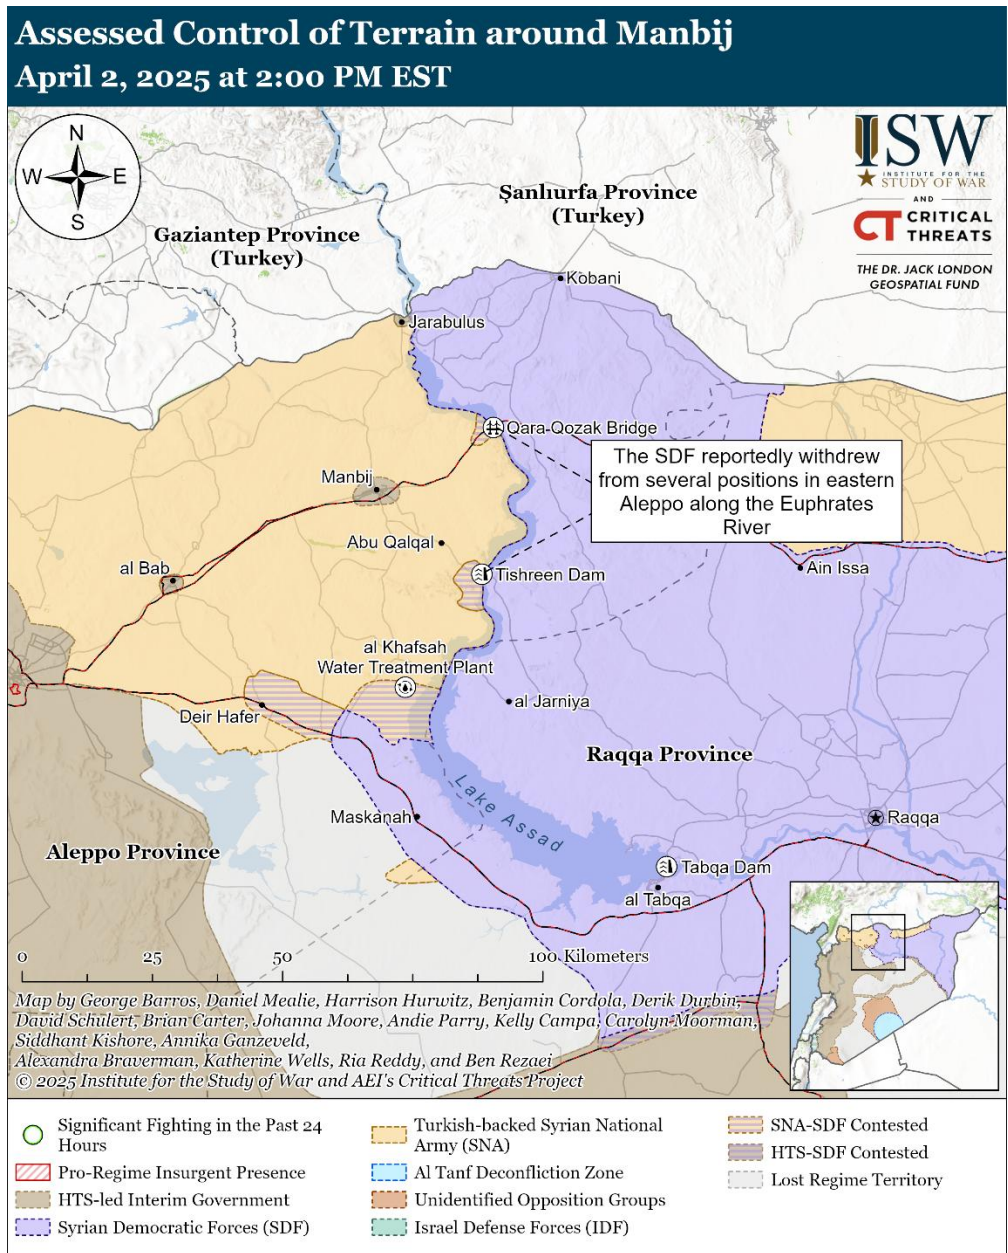 Assessed Control of Terrain around Manbij
April 2, 2025 at 2:00 PM EST
N
W
E
S
ISW
INSTITUTE FOR THE
STUDY OF WAR
AND
CT CRITICAL
THREATS
THE DR. JACK LONDON
GEOSPATIAL FUND
Şanlıurfa Province
(Turkey)
Gaziantep Province
(Turkey)
Kobani
Jarabulus
Qara-Qozak Bridge
The SDF reportedly withdrew
from several positions in eastern
Aleppo along the Euphrates
River
Manbij
Abu Qalqal
al Bab
Tishreen Dam
Ain Issa
al Khafsah
Water Treatment Plant
Deir Hafer
al Jarniya
Raqqa Province
Lake Assad
Maskanah
Raqqa
Aleppo Province
Tabqa Dam
al Tabqa
0 25 50 100 Kilometers
Map by George Barros, Daniel Mealie, Harrison Hurwitz, Benjamin Cordola, Derik Durbin,
David Schulert, Brian Carter, Johanna Moore, Andie Parry, Kelly Campa, Carolyn Moorman,
Siddhant Kishore, Annika Ganzeveld,
Alexandra Braverman, Katherine Wells, Ria Reddy, and Ben Rezaei
© 2025 Institute for the Study of War and AEI's Critical Threats Project
Significant Fighting in the Past 24
Hours
Pro-Regime Insurgent Presence
HTS-led Interim Government
Syrian Democratic Forces (SDF)
Turkish-backed Syrian National
Army (SNA)
Al Tanf Deconfliction Zone
Unidentified Opposition Groups
Israel Defense Forces (IDF)
SNA-SDF Contested
HTS-SDF Contested
Lost Regime Territory